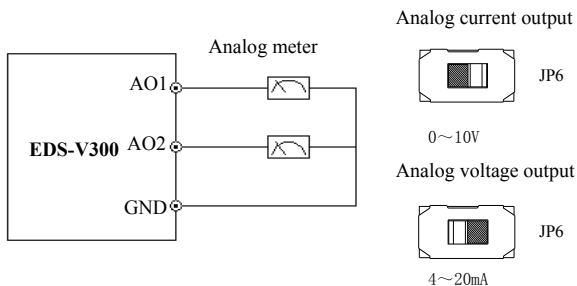 Analog meter
AO1
EDS-V300 AO2
GND
Analog current output
JP6
0～10V
Analog voltage output
JP6
4～20mA